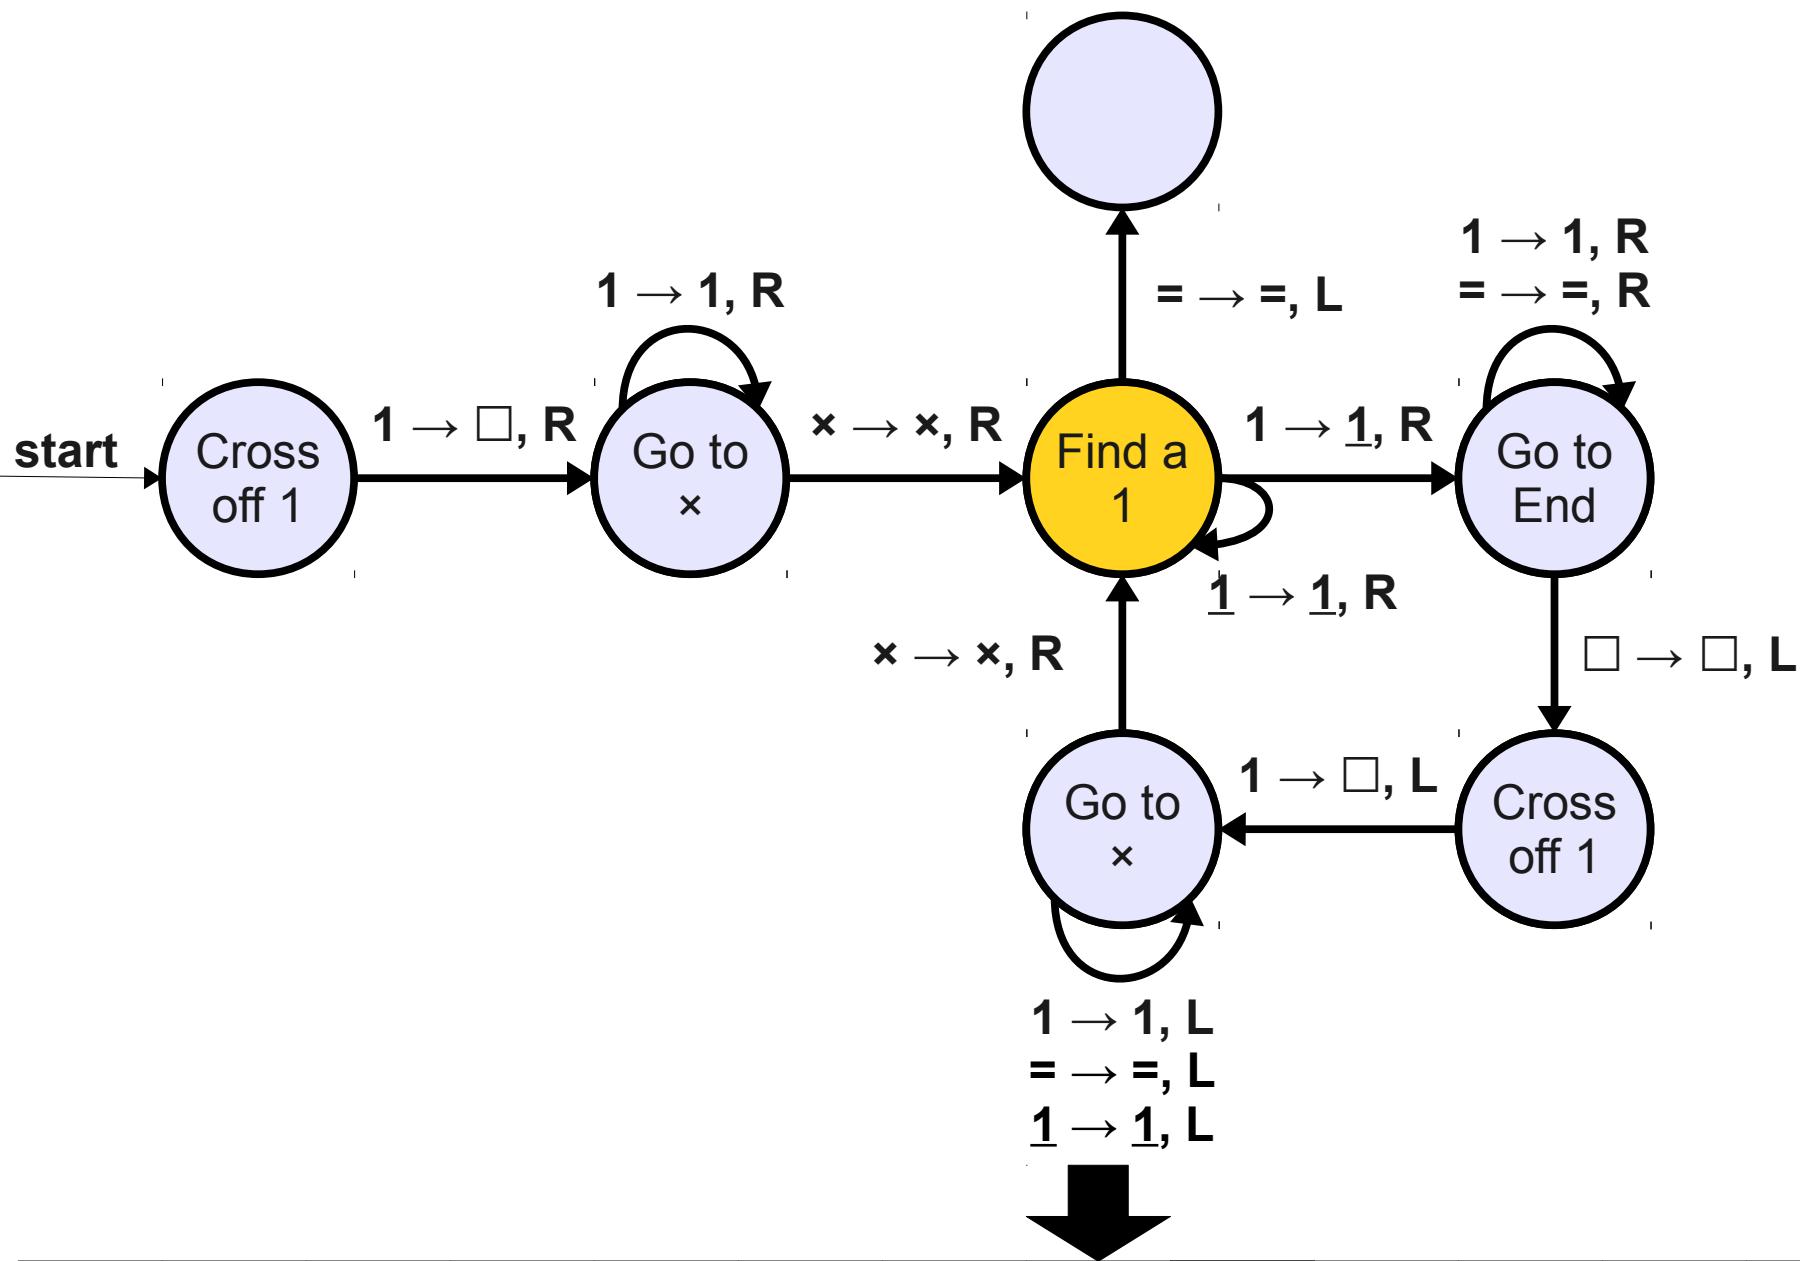 1 → 1, R
= → =, R
= → =, L
1 → 1, R
start
Cross
off 1
1 → □, R
Go to
×
× → ×, R
Find a
1
1 → 1̲, R
Go to
End
1̲ → 1̲, R
× → ×, R
□ → □, L
Go to
×
1 → □, L
Cross
off 1
1 → 1, L
= → =, L
1̲ → 1̲, L